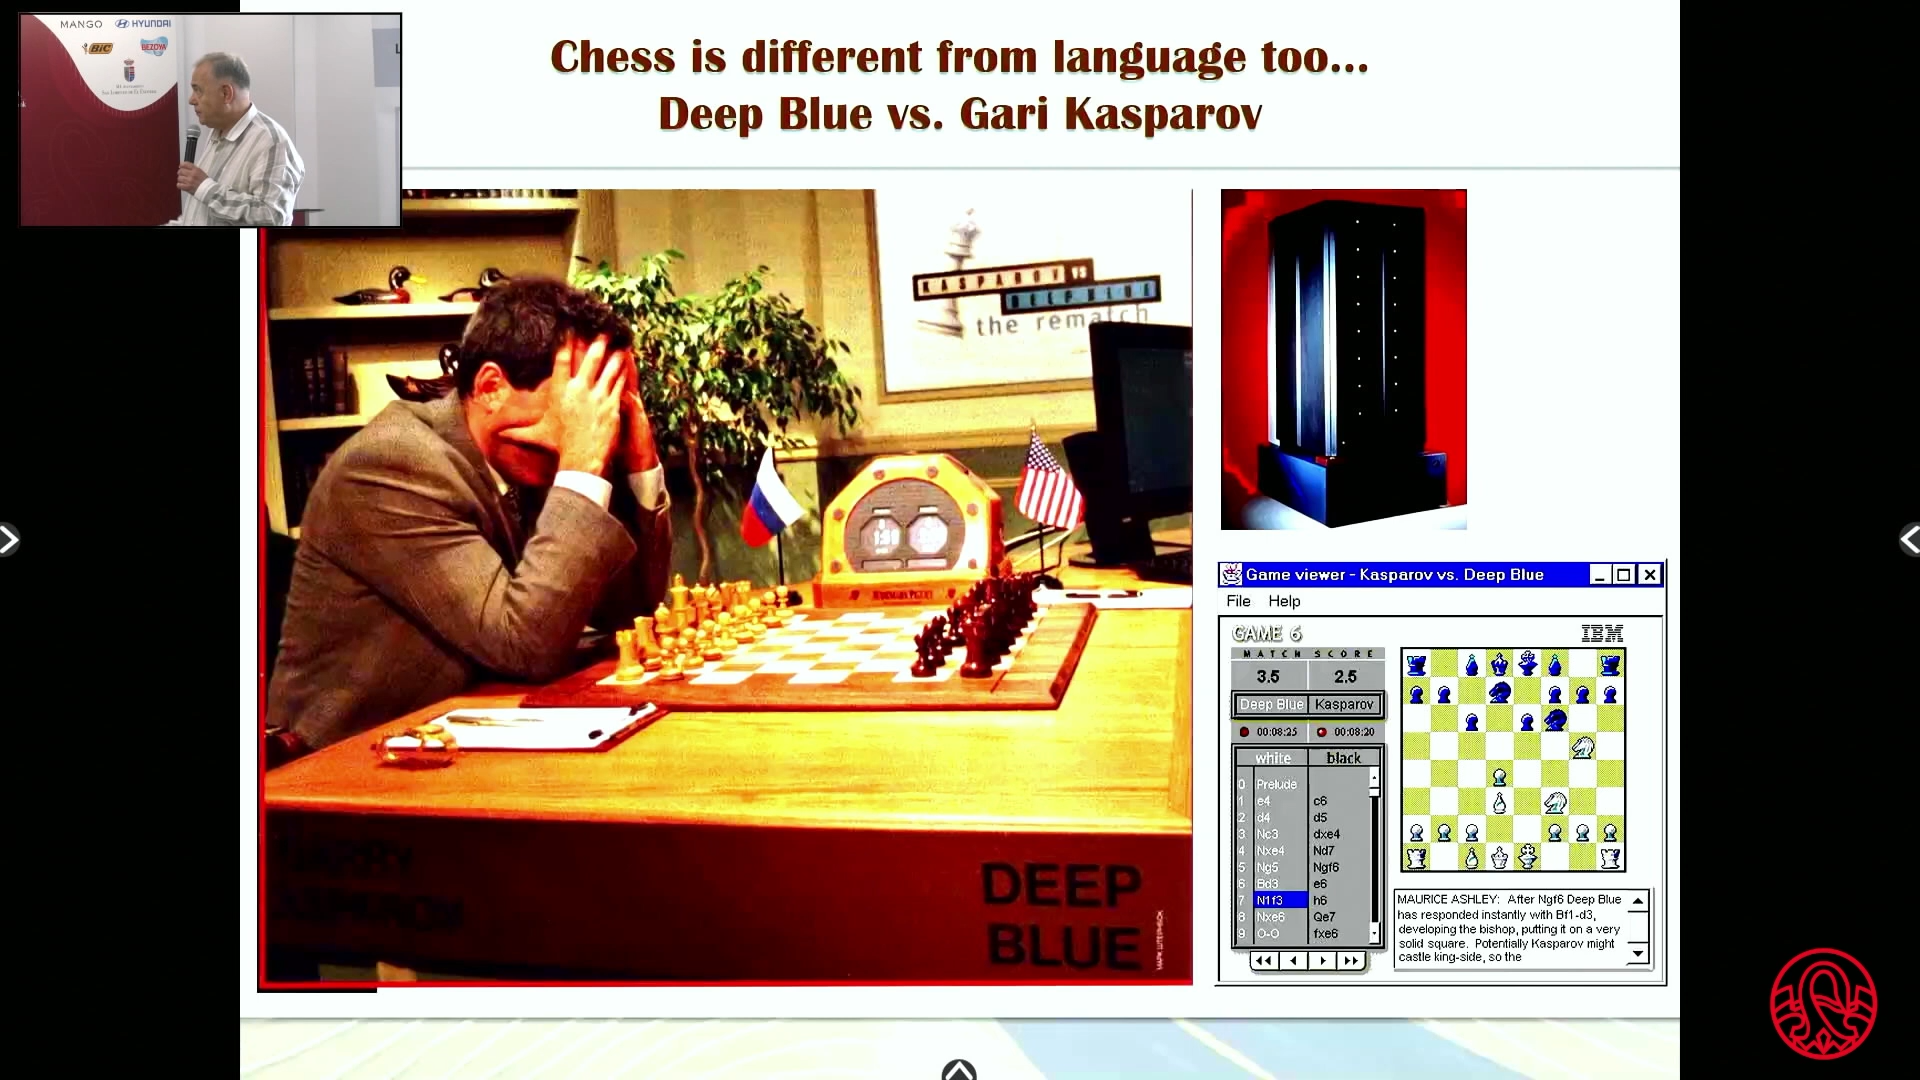 MANGO HYUNDAI
BIC BEZOYA
Chess is different from language too...
Deep Blue vs. Gari Kasparov
KASPAROV VS
DEEP BLUE
the rematch
DEEP
BLUE
Game viewer - Kasparov vs. Deep Blue
File Help
GAME 6 IBM
MATCH SCORE
3.5 2.5
Deep Blue Kasparov
00:08:25 00:08:20
white black
0 Prelude
1 e4 c6
2 d4 d5
3 Nc3 dxe4
4 Nxe4 Nd7
5 Ng5 Ngf6
6 Bd3 e6
7 N1f3 h6
8 Nxe6 Qe7
9 O-O fxe6
MAURICE ASHLEY: After Ngf6 Deep Blue
has responded instantly with Bf1-d3,
developing the bishop, putting it on a very
solid square. Potentially Kasparov might
castle king-side, so the